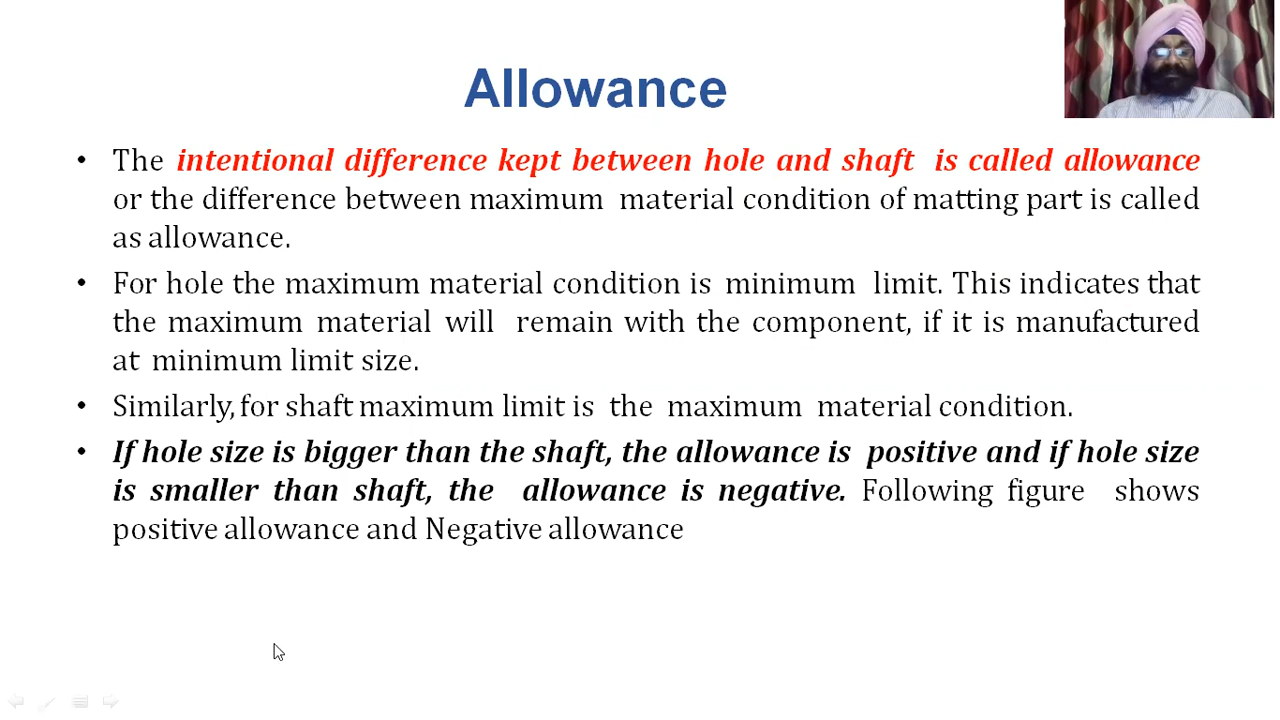 Allowance
• The intentional difference kept between hole and shaft is called allowance
or the difference between maximum material condition of matting part is called
as allowance.
• For hole the maximum material condition is minimum limit. This indicates that
the maximum material will remain with the component, if it is manufactured
at minimum limit size.
• Similarly, for shaft maximum limit is the maximum material condition.
• If hole size is bigger than the shaft, the allowance is positive and if hole size
is smaller than shaft, the allowance is negative. Following figure shows
positive allowance and Negative allowance